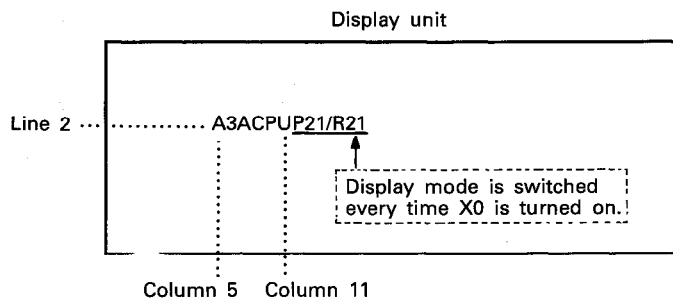 Display unit
Line 2
A3ACPUP21/R21
Display mode is switched
every time X0 is turned on.
Column 5 Column 11